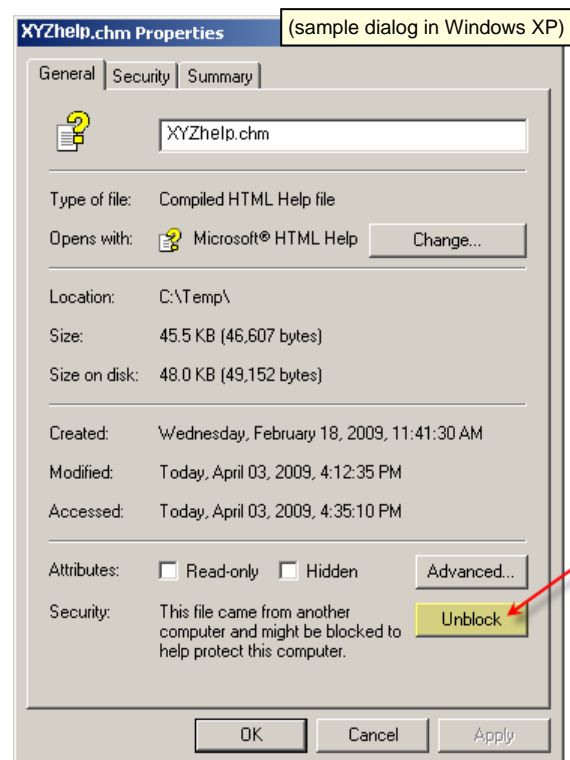 XYZhelp.chm Properties
(sample dialog in Windows XP)
General Security Summary
XYZhelp.chm
Type of file: Compiled HTML Help file
Opens with: Microsoft® HTML Help Change...
Location: C:\Temp\
Size: 45.5 KB (46,607 bytes)
Size on disk: 48.0 KB (49,152 bytes)
Created: Wednesday, February 18, 2009, 11:41:30 AM
Modified: Today, April 03, 2009, 4:12:35 PM
Accessed: Today, April 03, 2009, 4:35:10 PM
Attributes: Read-only Hidden Advanced...
Security: This file came from another
computer and might be blocked to
help protect this computer.
Unblock
OK Cancel Apply